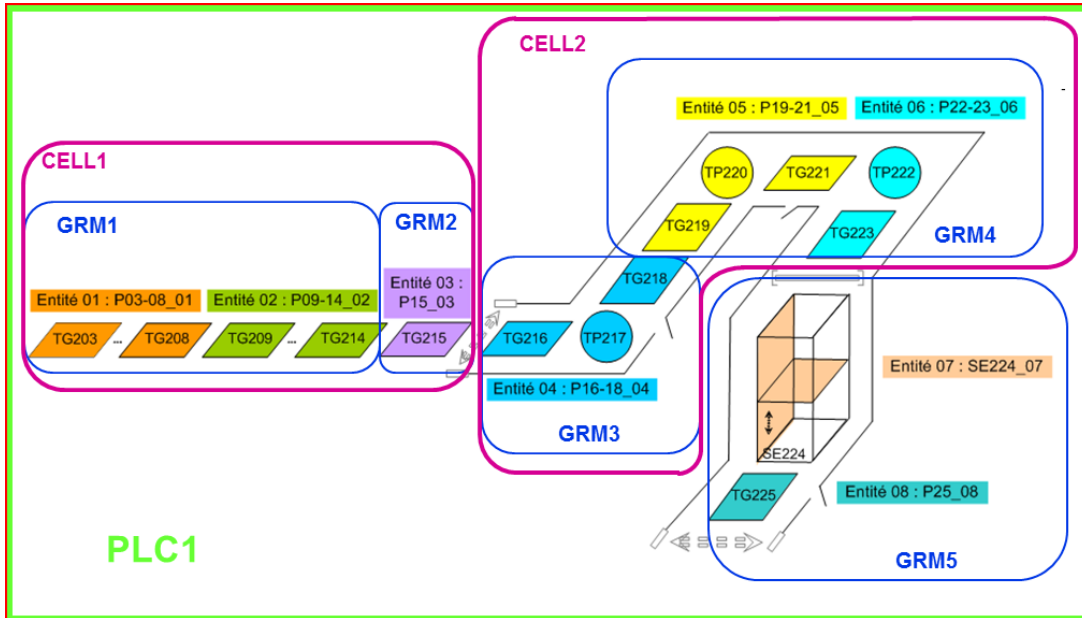 CELL2
Entité 05 : P19-21_05
Entité 06 : P22-23_06
CELL1
TP220
TG221
TP222
GRM1
GRM2
TG219
TG223
GRM4
Entité 01 : P03-08_01
Entité 02 : P09-14_02
Entité 03 :
P15_03
TG218
TG203
...
TG208
TG209
...
TG214
TG215
TG216
TP217
Entité 07 : SE224_07
Entité 04 : P16-18_04
GRM3
SE224
TG225
Entité 08 : P25_08
PLC1
GRM5